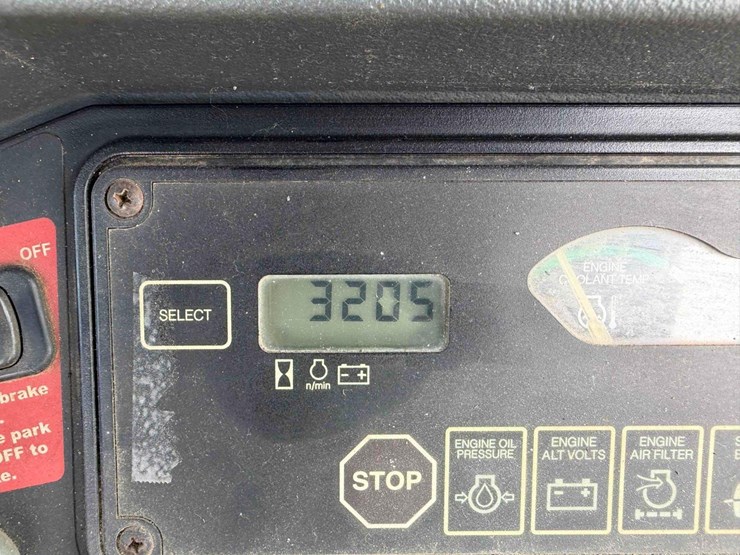 OFF
SELECT
3205
n/min
ENGINE
COOLANT TEMP
brake
e park
OFF to
e.
STOP
ENGINE OIL
PRESSURE
ENGINE
ALT VOLTS
ENGINE
AIR FILTER
S